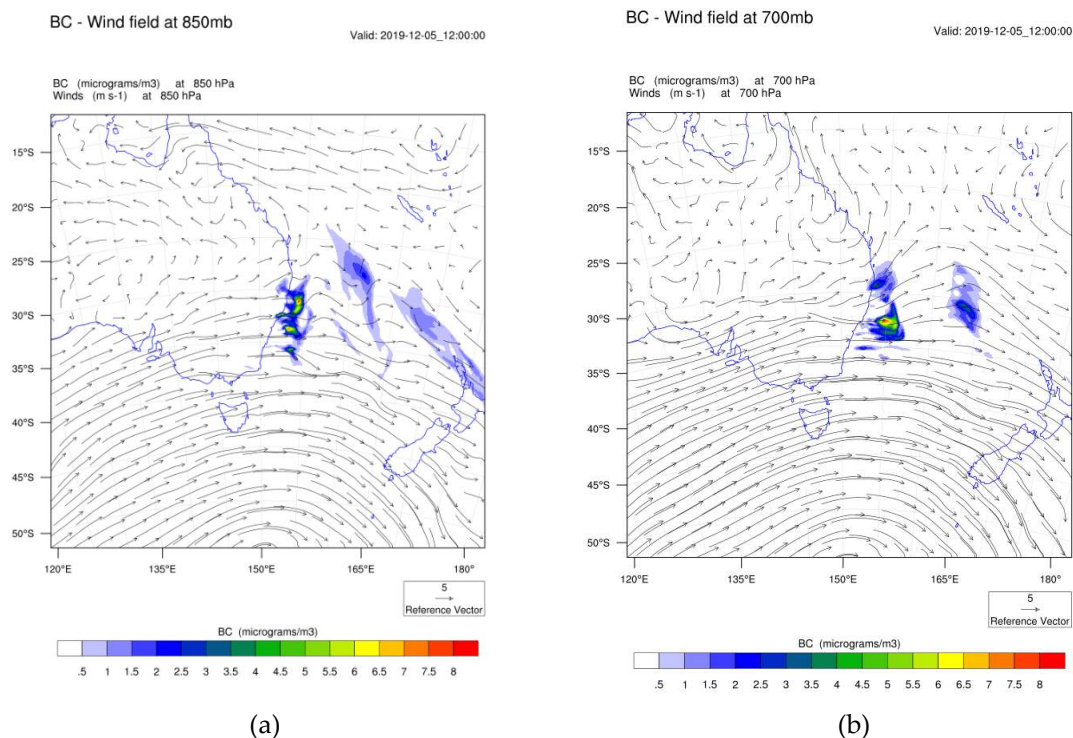 BC - Wind field at 850mb
Valid: 2019-12-05_12:00:00
BC (micrograms/m3) at 850 hPa
Winds (m s-1) at 850 hPa
15°S
20°S
25°S
30°S
35°S
40°S
45°S
50°S
120°E 135°E 150°E 165°E 180°
5
Reference Vector
BC (micrograms/m3)
.5 1 1.5 2 2.5 3 3.5 4 4.5 5 5.5 6 6.5 7 7.5 8
(a)
BC - Wind field at 700mb
Valid: 2019-12-05_12:00:00
BC (micrograms/m3) at 700 hPa
Winds (m s-1) at 700 hPa
15°S
20°S
25°S
30°S
35°S
40°S
45°S
50°S
120°E 135°E 150°E 165°E 180°
5
Reference Vector
BC (micrograms/m3)
.5 1 1.5 2 2.5 3 3.5 4 4.5 5 5.5 6 6.5 7 7.5 8
(b)